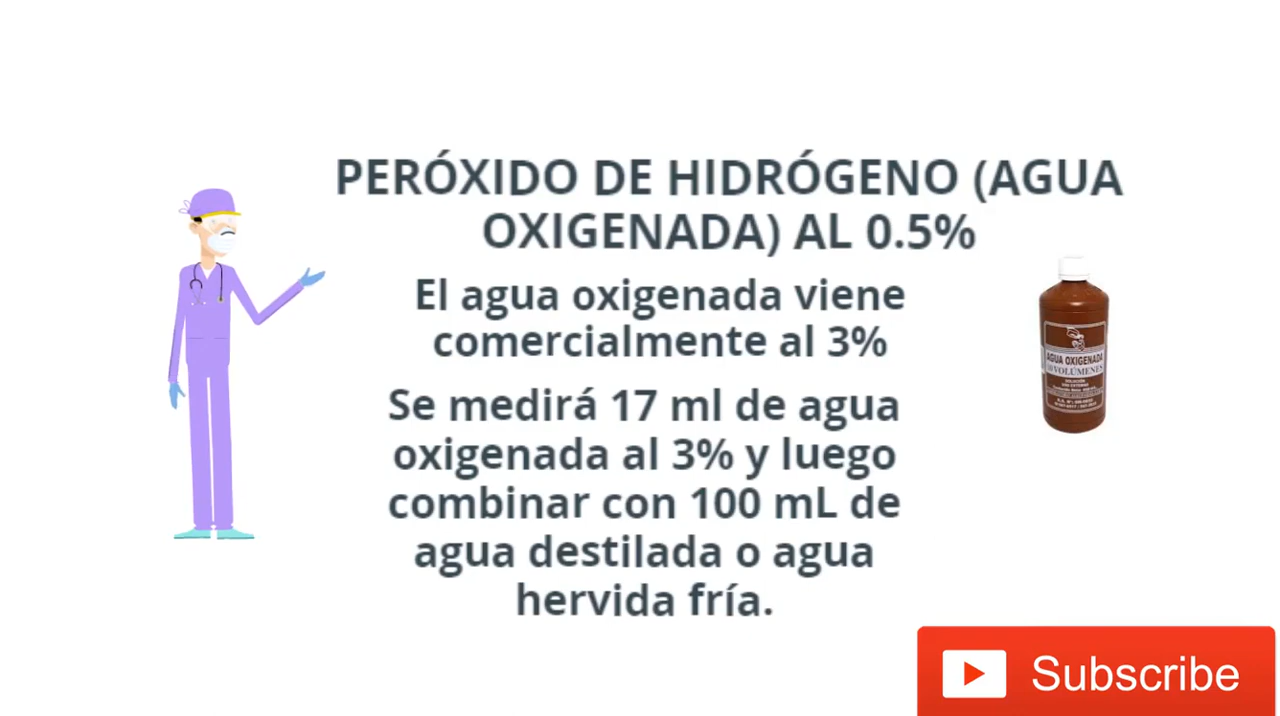 PERÓXIDO DE HIDRÓGENO (AGUA
OXIGENADA) AL 0.5%
El agua oxigenada viene
comercialmente al 3%
Se medirá 17 ml de agua
oxigenada al 3% y luego
combinar con 100 mL de
agua destilada o agua
hervida fría.
AGUA OXIGENADA
10 VOLÚMENES
Subscribe